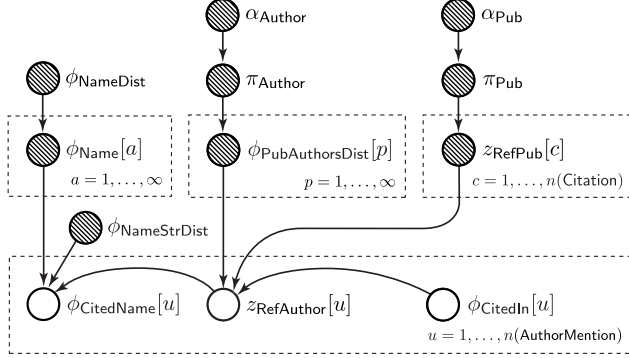 α_Author α_Pub
ϕ_NameDist π_Author π_Pub
ϕ_Name[a] ϕ_PubAuthorsDist[p] z_RefPub[c]
a = 1, . . . , ∞ p = 1, . . . , ∞ c = 1, . . . , n(Citation)
ϕ_NameStrDist
ϕ_CitedName[u] z_RefAuthor[u] ϕ_CitedIn[u]
u = 1, . . . , n(AuthorMention)